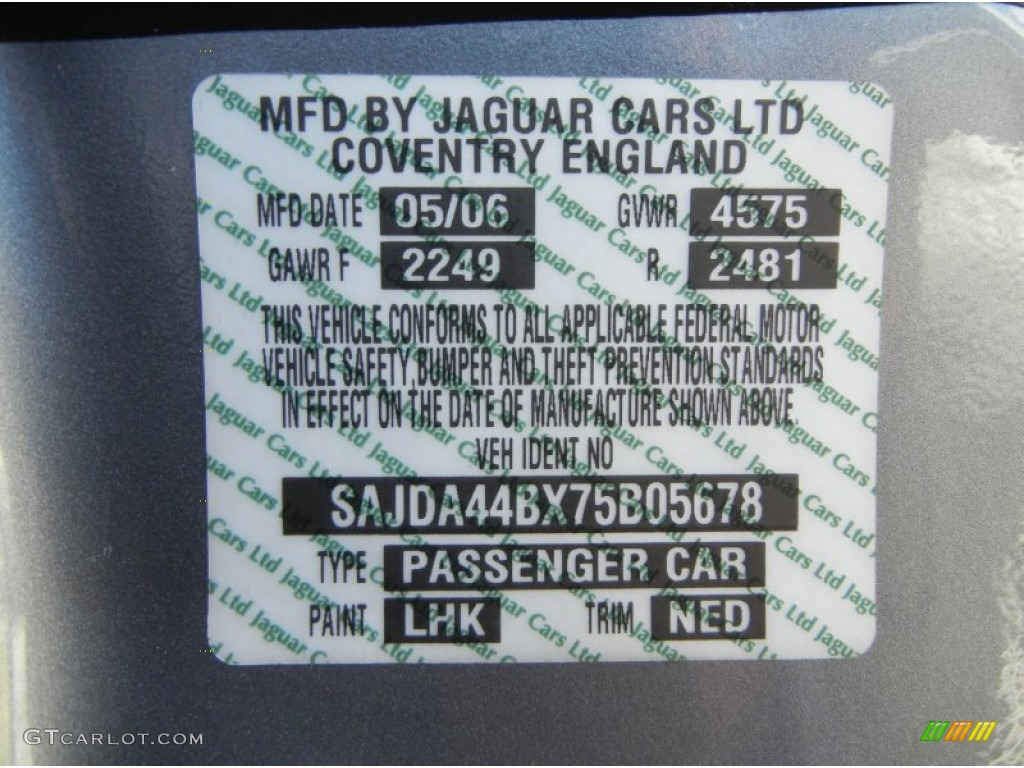 MFD BY JAGUAR CARS LTD
COVENTRY ENGLAND
MFD DATE 05/06 GVWR 4575
GAWR F 2249 R 2481
THIS VEHICLE CONFORMS TO ALL APPLICABLE FEDERAL MOTOR
VEHICLE SAFETY, BUMPER AND THEFT PREVENTION STANDARDS
IN EFFECT ON THE DATE OF MANUFACTURE SHOWN ABOVE.
VEH IDENT NO
SAJDA44BX75B05678
TYPE PASSENGER CAR
PAINT LHK TRIM NED
GTCARLOT.COM